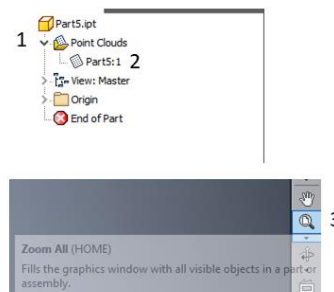 Part5.ipt
1 Point Clouds
Part5:1 2
View: Master
Origin
End of Part
3
Zoom All (HOME)
Fills the graphics window with all visible objects in a part or
assembly.